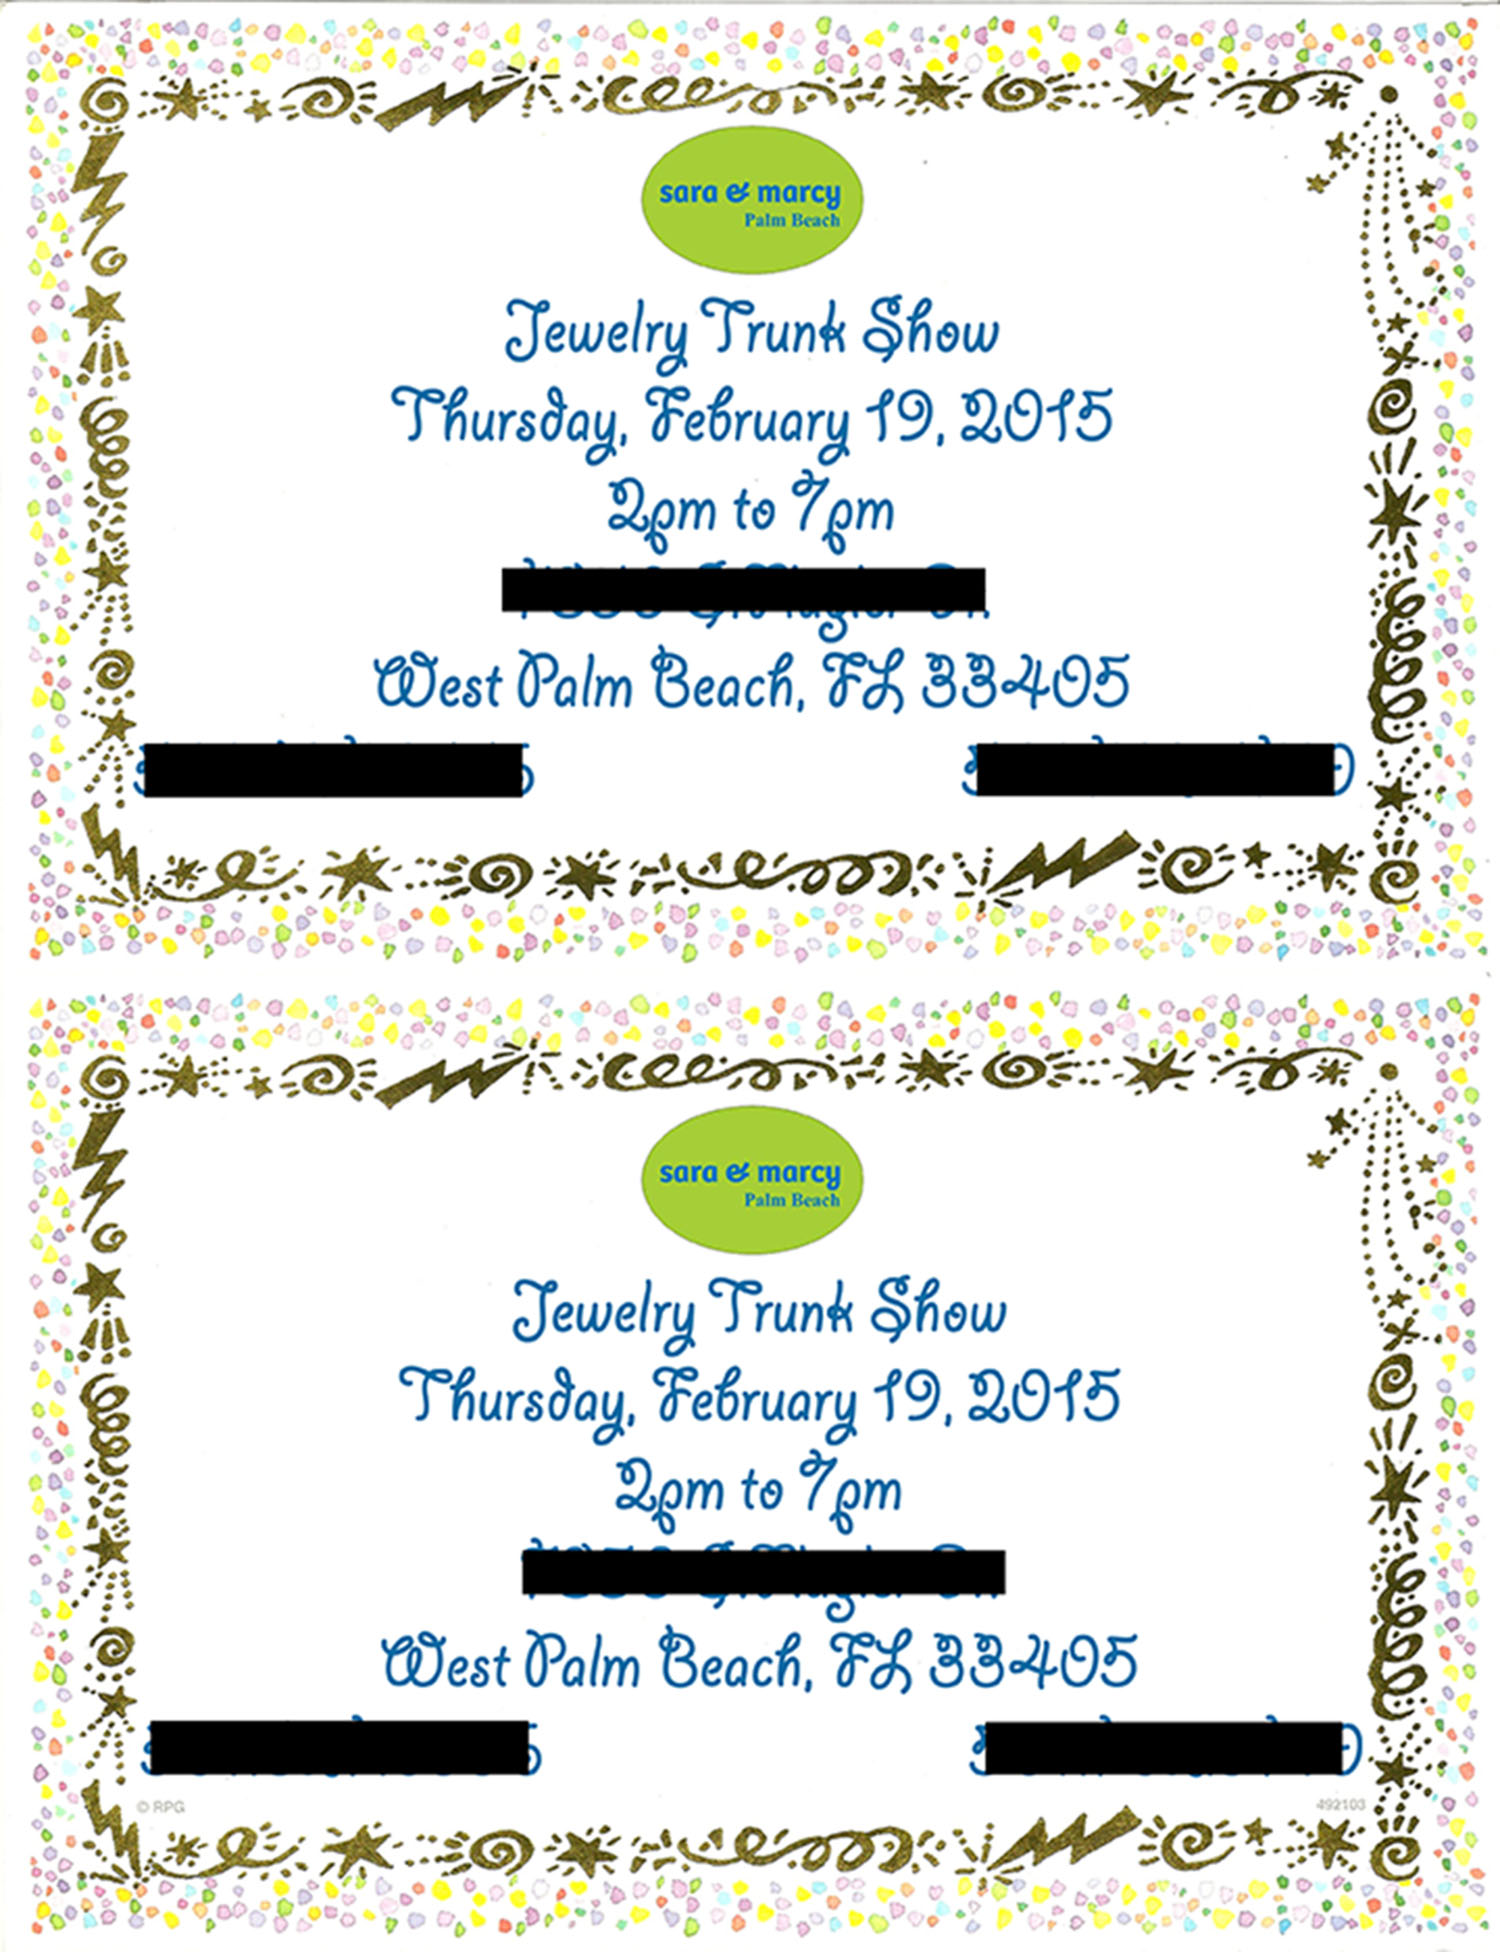 sara & marcy
Palm Beach
Jewelry Trunk Show
Thursday, February 19, 2015
2pm to 7pm
West Palm Beach, FL 33405
sara & marcy
Palm Beach
Jewelry Trunk Show
Thursday, February 19, 2015
2pm to 7pm
West Palm Beach, FL 33405
© RPG
492103